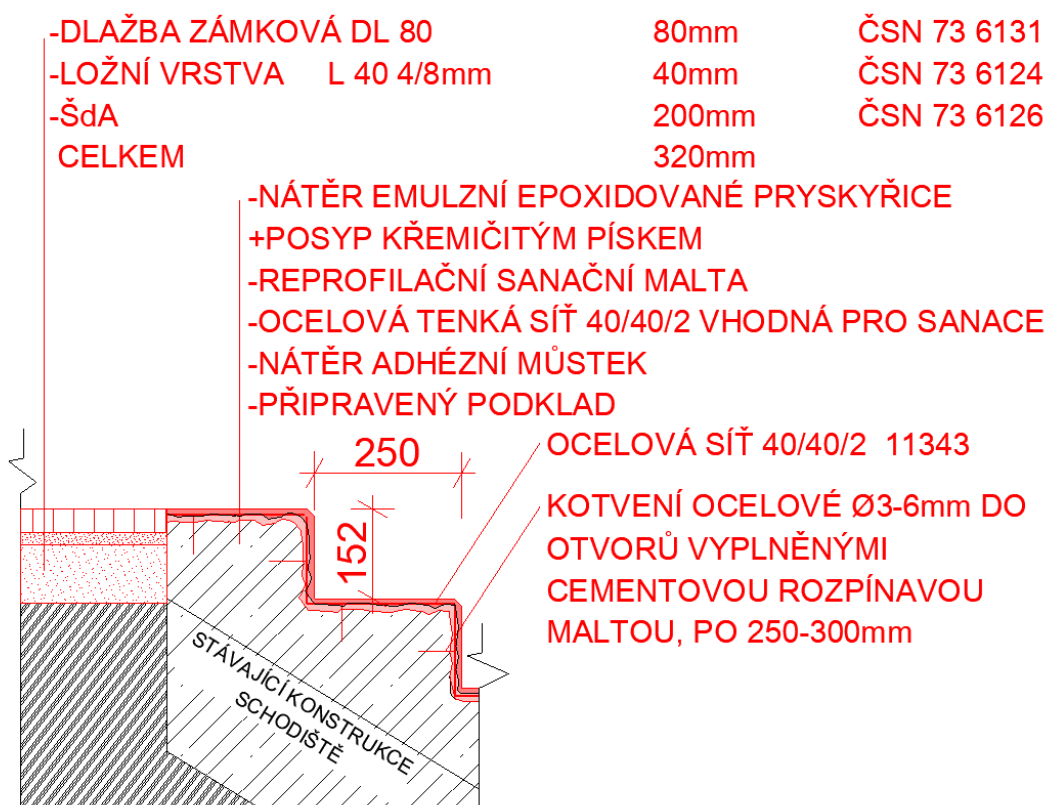 -DLAŽBA ZÁMKOVÁ DL 80 80mm ČSN 73 6131
-LOŽNÍ VRSTVA L 40 4/8mm 40mm ČSN 73 6124
-ŠdA 200mm ČSN 73 6126
CELKEM 320mm
-NÁTĚR EMULZNÍ EPOXIDOVANÉ PRYSKYŘICE
+POSYP KŘEMIČITÝM PÍSKEM
-REPROFILAČNÍ SANAČNÍ MALTA
-OCELOVÁ TENKÁ SÍŤ 40/40/2 VHODNÁ PRO SANACE
-NÁTĚR ADHÉZNÍ MŮSTEK
-PŘIPRAVENÝ PODKLAD
250
152
OCELOVÁ SÍŤ 40/40/2 11343
KOTVENÍ OCELOVÉ Ø3-6mm DO
OTVORŮ VYPLNĚNÝMI
CEMENTOVOU ROZPÍNAVOU
MALTOU, PO 250-300mm
STÁVAJÍCÍ KONSTRUKCE
SCHODIŠTĚ